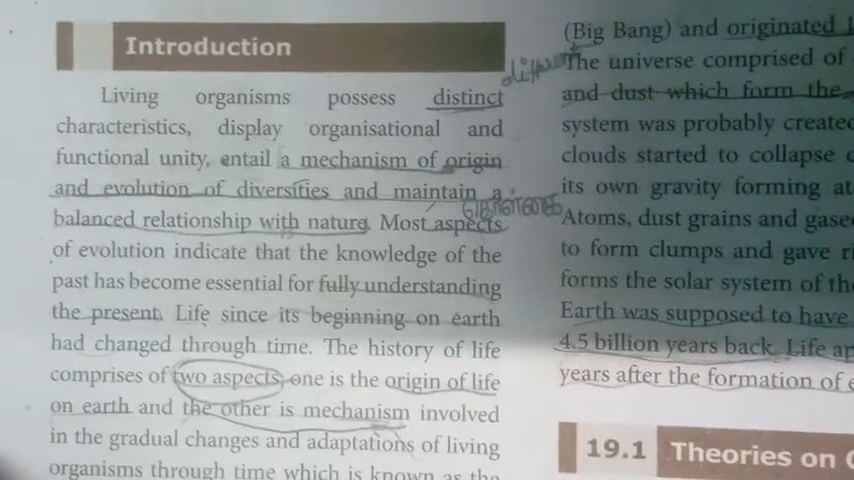 Introduction
Living organisms possess distinct
characteristics, display organisational and
functional unity, entail a mechanism of origin
and evolution of diversities and maintain a
balanced relationship with nature. Most aspects
of evolution indicate that the knowledge of the
past has become essential for fully understanding
the present. Life since its beginning on earth
had changed through time. The history of life
comprises of two aspects, one is the origin of life
on earth and the other is mechanism involved
in the gradual changes and adaptations of living
organisms through time which is known as the
(Big Bang) and originated
The universe comprised of
and dust which form the
system was probably created
clouds started to collapse
its own gravity forming
Atoms, dust grains and
to form clumps and gave
forms the solar system of
Earth was supposed to have
4.5 billion years back. Life
years after the formation of
19.1 Theories on